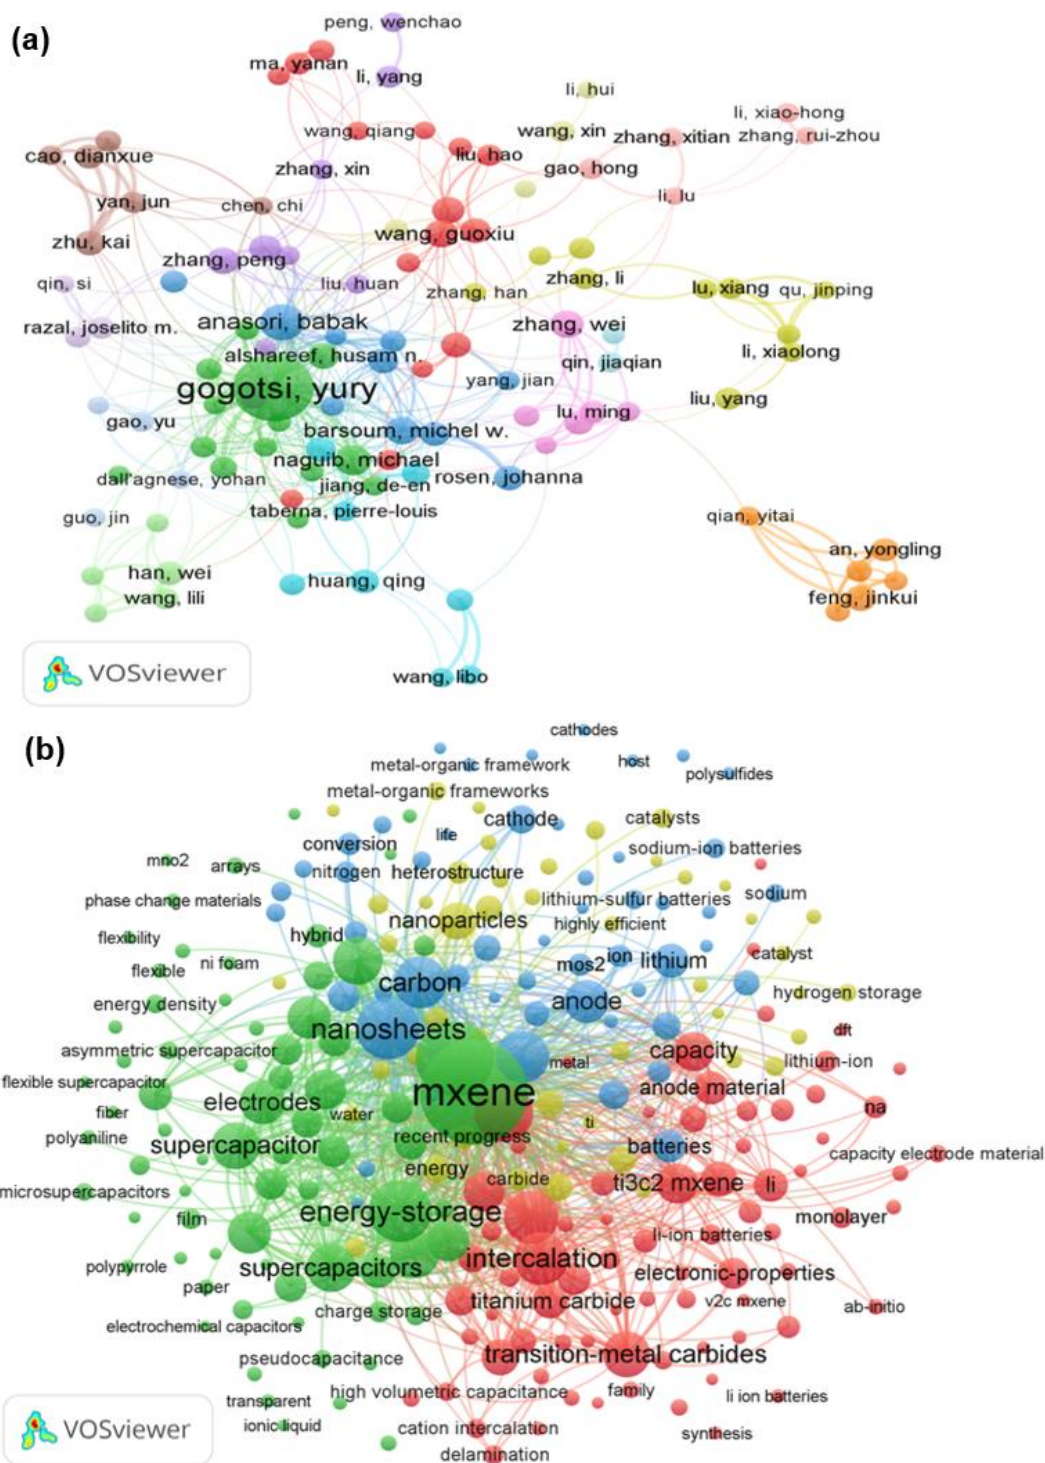 (a)
peng, wenchao
ma, yanan
li, yang
li, hui
li, xiao-hong
wang, qiang
wang, xin
zhang, xitian
zhang, rui-zhou
cao, dianxue
liu, hao
zhang, xin
gao, hong
yan, jun
chen, chi
li, lu
zhu, kai
wang, guoxiu
zhang, peng
qin, si
liu, huan
zhang, han
zhang, li
lu, xiang
qu, jinping
razal, joselito m.
anasori, babak
zhang, wei
alshareef, husam n.
qin, jiaqian
li, xiaolong
gogotsi, yury
yang, jian
liu, yang
gao, yu
barsoum, michel w.
lu, ming
naguib, michael
dall'agnese, yohan
jiang, de-en
rosen, johanna
guo, jin
taberna, pierre-louis
qian, yitai
an, yongling
han, wei
huang, qing
wang, lili
feng, jinkui
wang, libo
VOSviewer
(b)
cathodes
metal-organic framework
host
polysulfides
metal-organic frameworks
cathode
catalysts
life
conversion
sodium-ion batteries
mno2
arrays
nitrogen
heterostructure
phase change materials
lithium-sulfur batteries
sodium
nanoparticles
highly efficient
flexibility
hybrid
catalyst
flexible
ni foam
mos2
ion
lithium
carbon
hydrogen storage
energy density
anode
nanosheets
dft
asymmetric supercapacitor
capacity
metal
lithium-ion
flexible supercapacitor
mxene
anode material
fiber
electrodes
water
na
ti
polyaniline
recent progress
supercapacitor
batteries
capacity electrode material
energy
carbide
ti3c2 mxene
li
microsupercapacitors
film
energy-storage
monolayer
li-ion batteries
polypyrrole
supercapacitors
intercalation
electronic-properties
paper
titanium carbide
v2c mxene
ab-initio
charge storage
electrochemical capacitors
pseudocapacitance
transition-metal carbides
high volumetric capacitance
family
li ion batteries
transparent
ionic liquid
cation intercalation
synthesis
delamination
VOSviewer